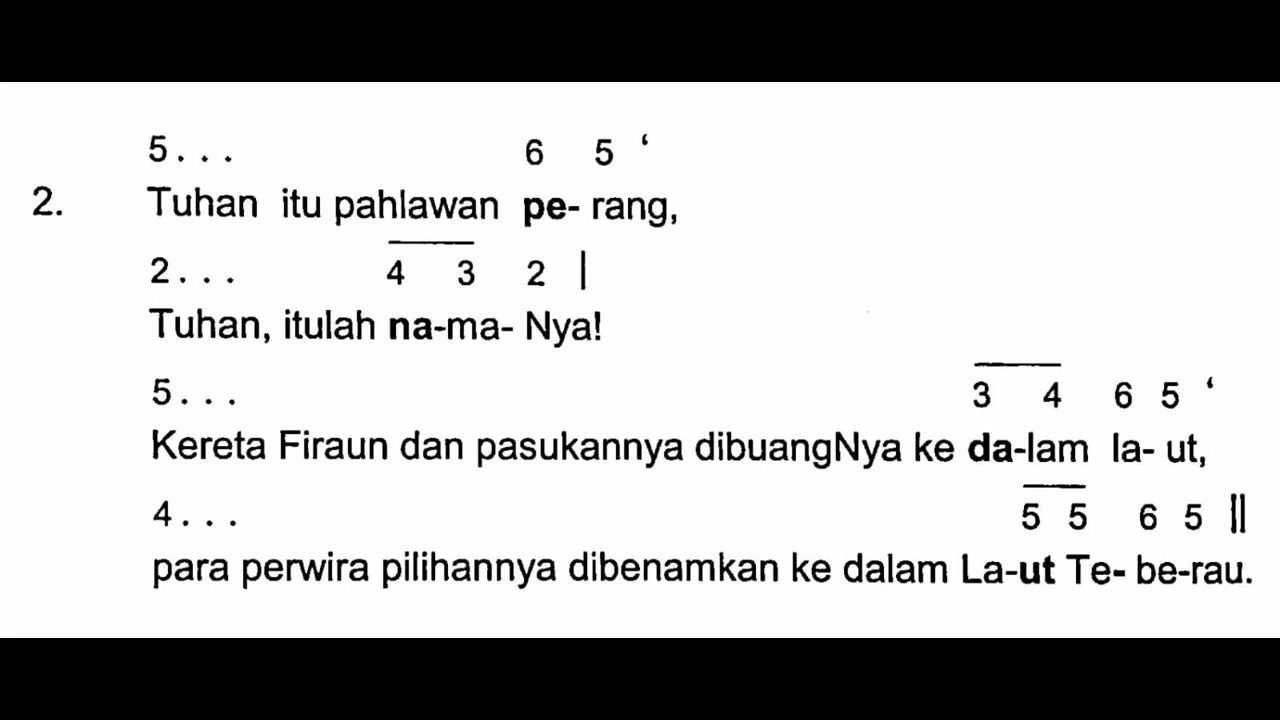 5 . . . 6 5 ‘
2. Tuhan itu pahlawan pe- rang,
2 . . . 4 3 2 |
Tuhan, itulah na-ma- Nya!
5 . . . 3 4 6 5 ‘
Kereta Firaun dan pasukannya dibuangNya ke da-lam la- ut,
4 . . . 5 5 6 5 ||
para perwira pilihannya dibenamkan ke dalam La-ut Te- be-rau.